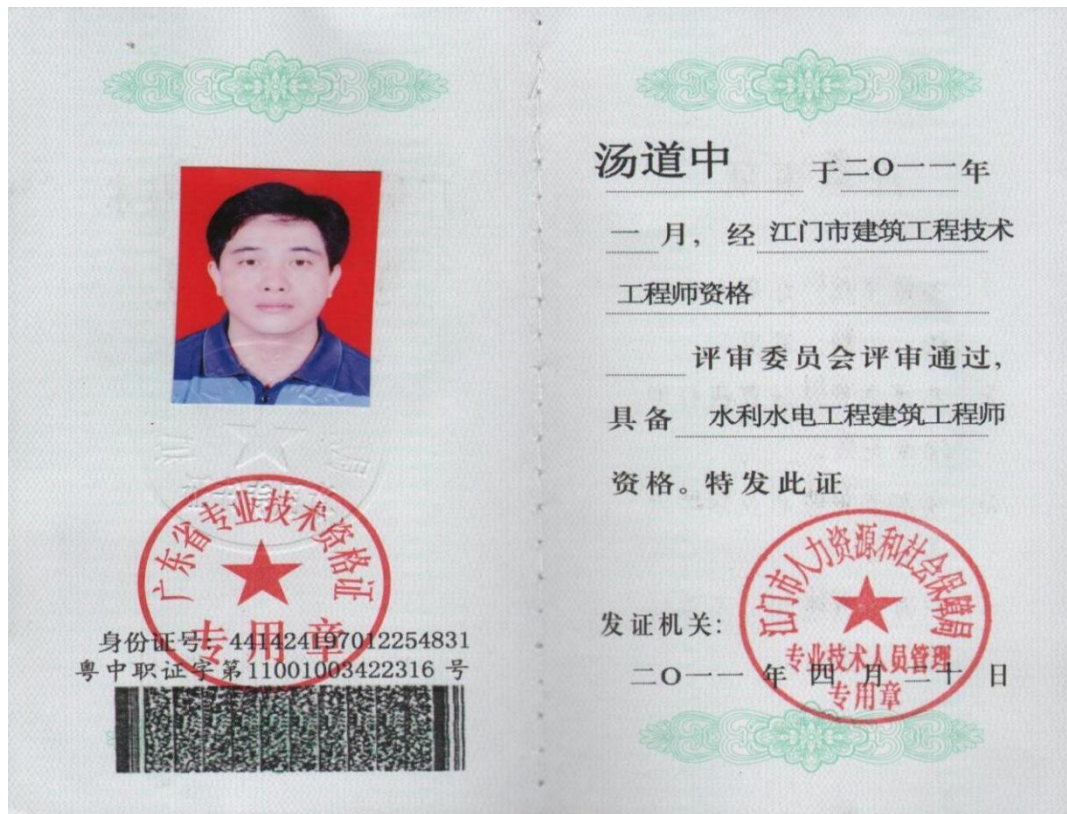 广东省专业技术资格证
专用章
身份证号 441424197012254831
粤中职证字第11001003422316 号
汤道中 于二O一一年
一月，经 江门市建筑工程技术
工程师资格
评审委员会评审通过，
具备 水利水电工程建筑工程师
资格。特发此证
江门市人力资源和社会保障局
发证机关：
专业技术人员管理
二O一一 年 四 月 二十 日
专用章